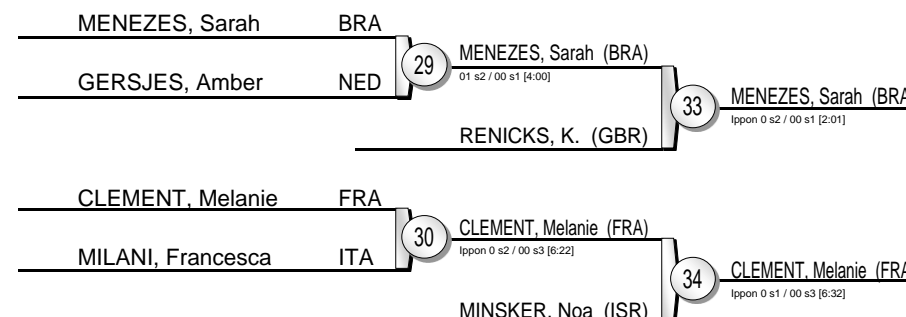 MENEZES, Sarah BRA
GERSJES, Amber NED
29
MENEZES, Sarah (BRA)
01 s2 / 00 s1 [4:00]
RENICKS, K. (GBR)
33
MENEZES, Sarah (BRA
Ippon 0 s2 / 00 s1 [2:01]
CLEMENT, Melanie FRA
MILANI, Francesca ITA
30
CLEMENT, Melanie (FRA)
Ippon 0 s2 / 00 s3 [6:22]
MINSKER, Noa (ISR)
34
CLEMENT, Melanie (FRA
Ippon 0 s1 / 00 s3 [6:32]